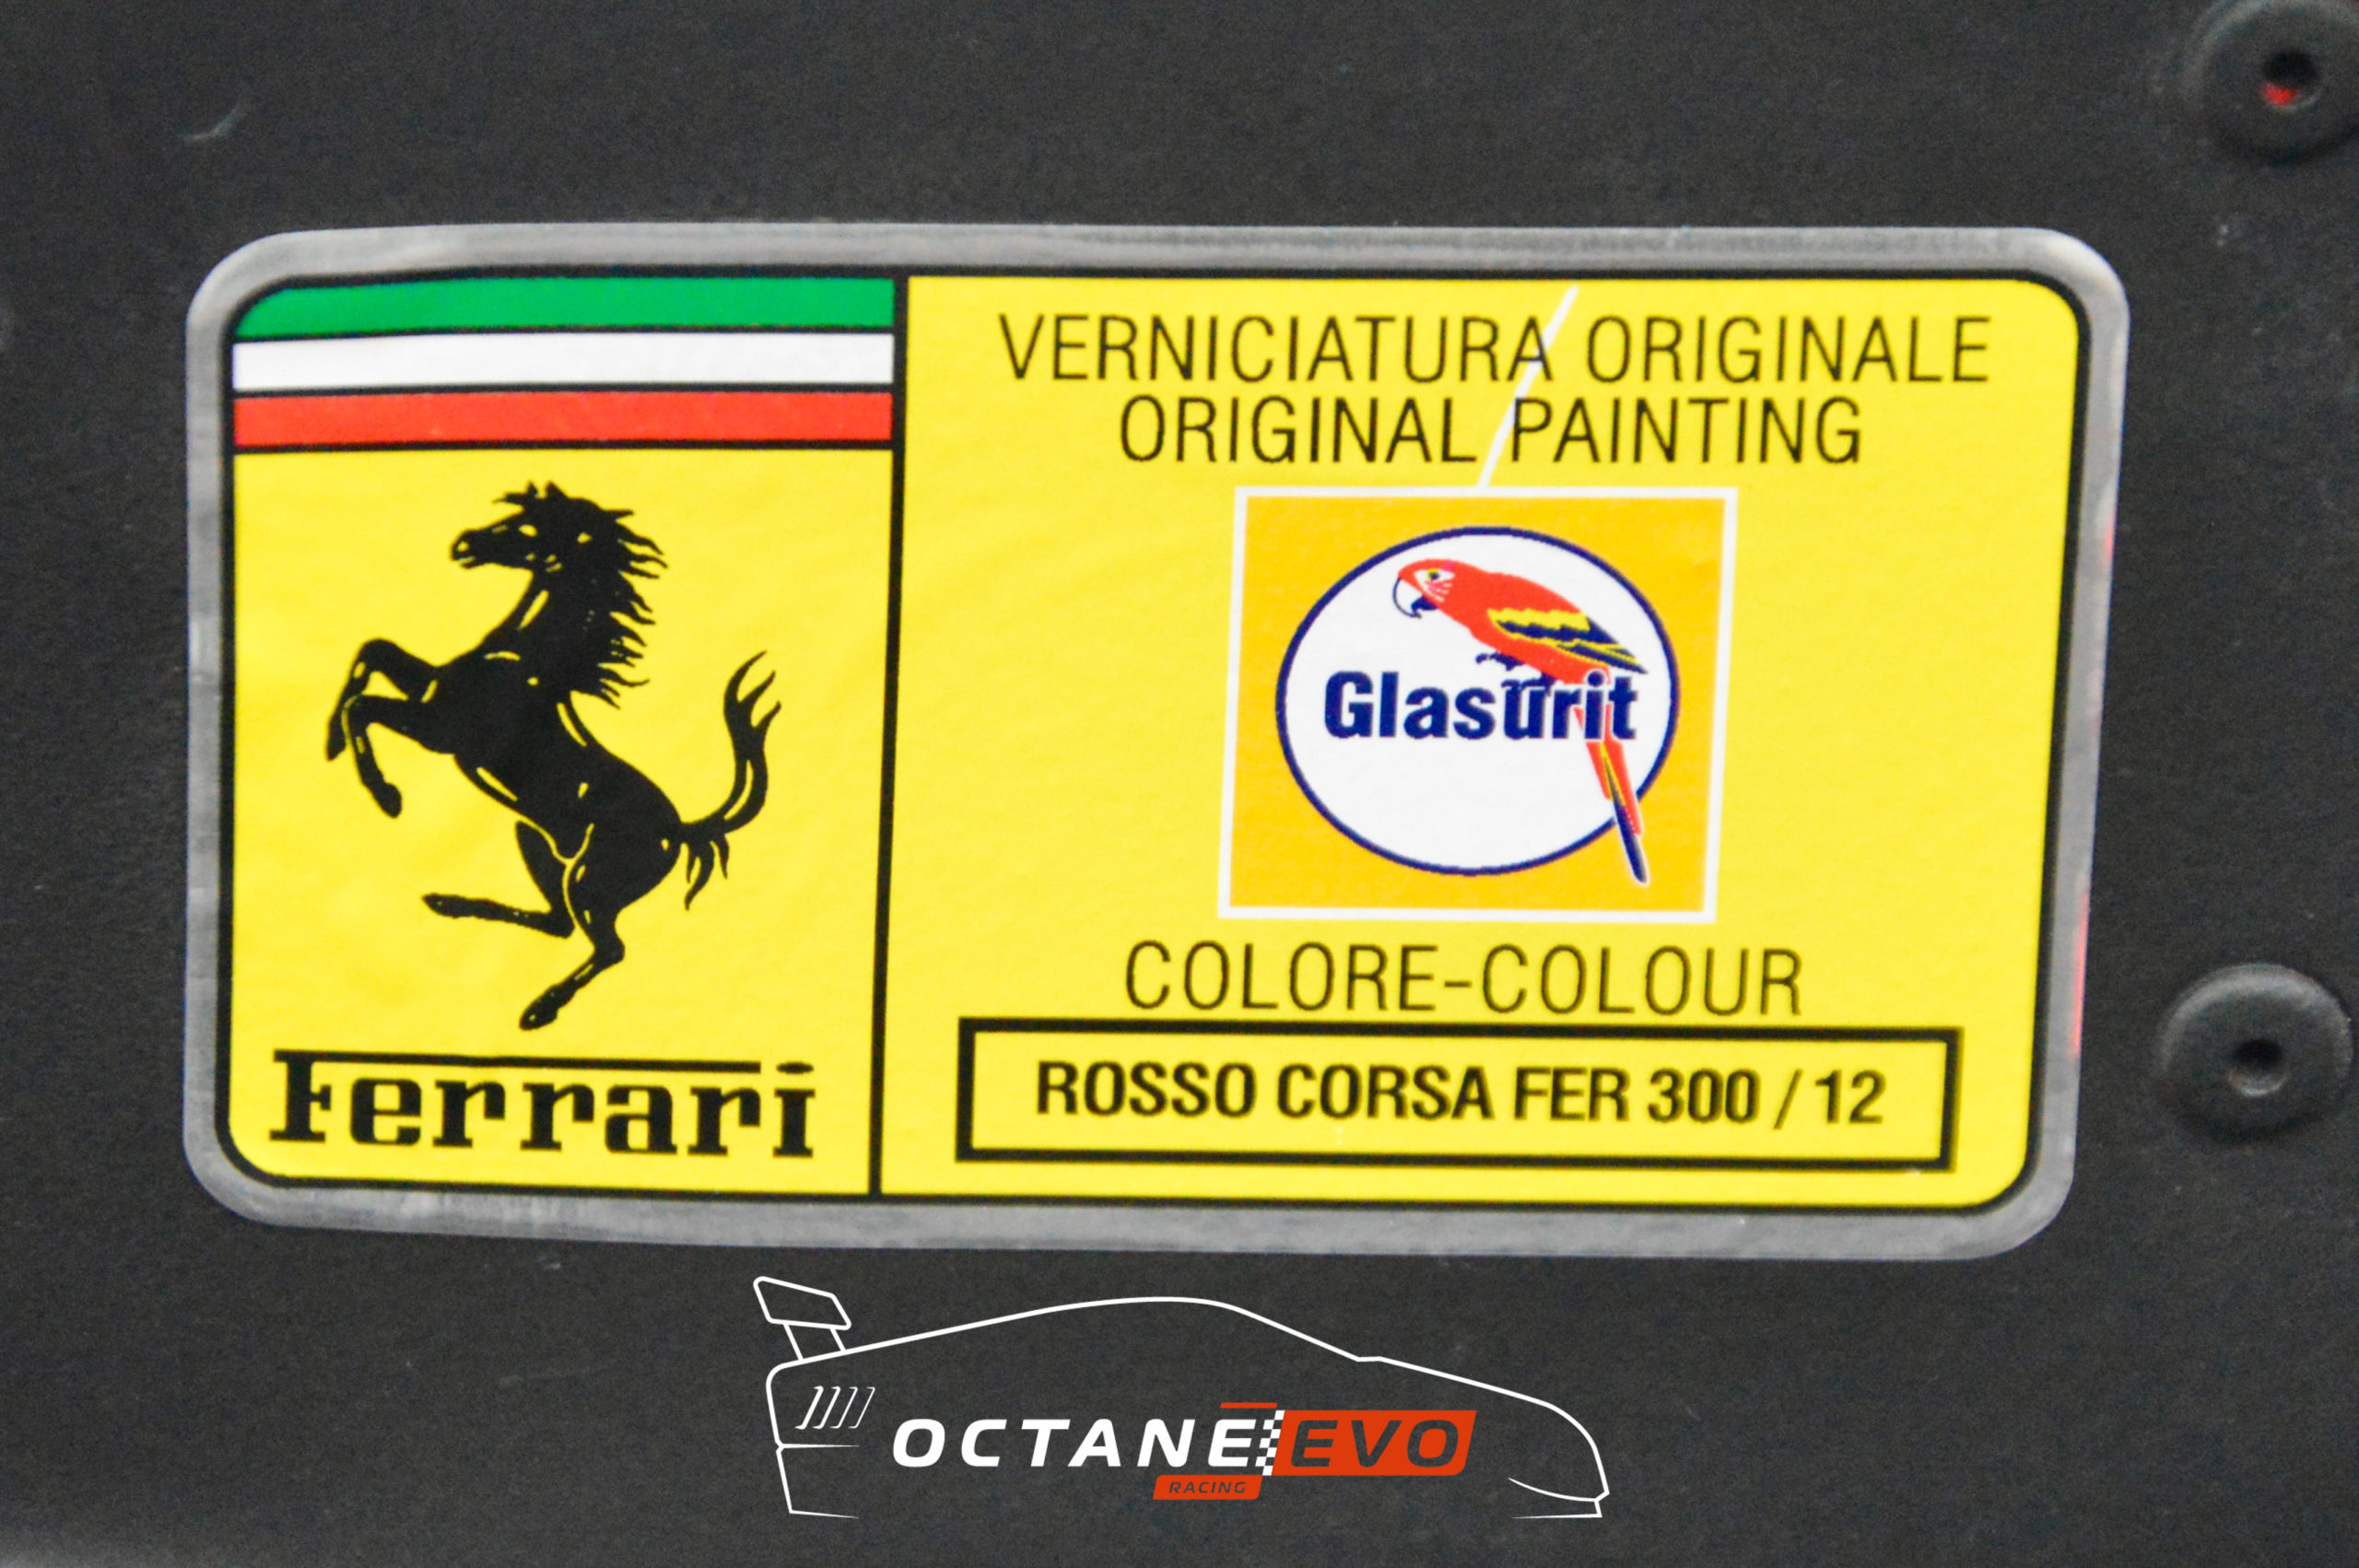 VERNICIATURA ORIGINALE
ORIGINAL PAINTING
Glasurit
COLORE-COLOUR
ROSSO CORSA FER 300 / 12
Ferrari
OCTANE EVO
RACING